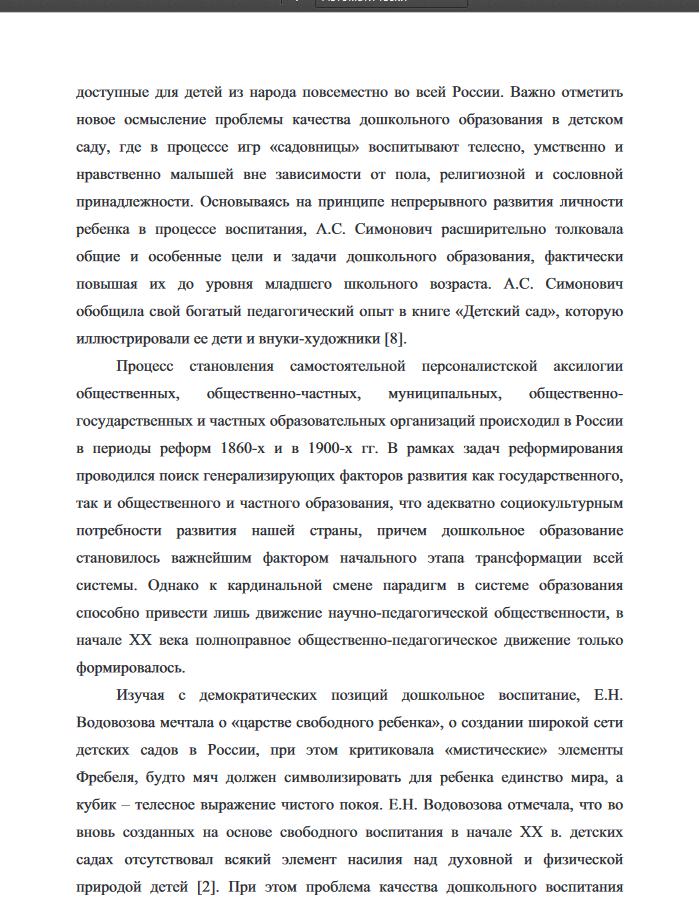 доступные для детей из народа повсеместно во всей России. Важно отметить
новое осмысление проблемы качества дошкольного образования в детском
саду, где в процессе игр «садовницы» воспитывают телесно, умственно и
нравственно малышей вне зависимости от пола, религиозной и сословной
принадлежности. Основываясь на принципе непрерывного развития личности
ребенка в процессе воспитания, А.С. Симонович расширительно толковала
общие и особенные цели и задачи дошкольного образования, фактически
повышая их до уровня младшего школьного возраста. А.С. Симонович
обобщила свой богатый педагогический опыт в книге «Детский сад», которую
иллюстрировали ее дети и внуки-художники [8].
Процесс становления самостоятельной персоналистской аксилогии
общественных, общественно-частных, муниципальных, общественно-
государственных и частных образовательных организаций происходил в России
в периоды реформ 1860-х и в 1900-х гг. В рамках задач реформирования
проводился поиск генерализирующих факторов развития как государственного,
так и общественного и частного образования, что адекватно социокультурным
потребности развития нашей страны, причем дошкольное образование
становилось важнейшим фактором начального этапа трансформации всей
системы. Однако к кардинальной смене парадигм в системе образования
способно привести лишь движение научно-педагогической общественности, в
начале XX века полноправное общественно-педагогическое движение только
формировалось.
Изучая с демократических позиций дошкольное воспитание, Е.Н.
Водовозова мечтала о «царстве свободного ребенка», о создании широкой сети
детских садов в России, при этом критиковала «мистические» элементы
Фребеля, будто мяч должен символизировать для ребенка единство мира, а
кубик – телесное выражение чистого покоя. Е.Н. Водовозова отмечала, что во
вновь созданных на основе свободного воспитания в начале XX в. детских
садах отсутствовал всякий элемент насилия над духовной и физической
природой детей [2]. При этом проблема качества дошкольного воспитания